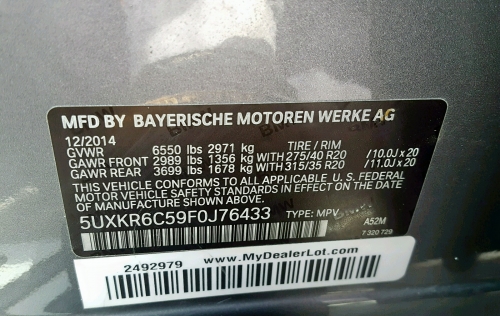 MFD BY BAYERISCHE MOTOREN WERKE AG
12/2014
GVWR 6550 lbs 2971 kg TIRE / RIM
GAWR FRONT 2989 lbs 1356 kg WITH 275/40 R20 /10.0J x 20
GAWR REAR 3699 lbs 1678 kg WITH 315/35 R20 /11.0J x 20
THIS VEHICLE CONFORMS TO ALL APPLICABLE U. S. FEDERAL
MOTOR VEHICLE SAFETY STANDARDS IN EFFECT ON THE DATE
OF MANUFACTURE SHOWN ABOVE.
5UXKR6C59F0J76433 TYPE: MPV A52M
7 320 729
2492979 www.MyDealerLot.com